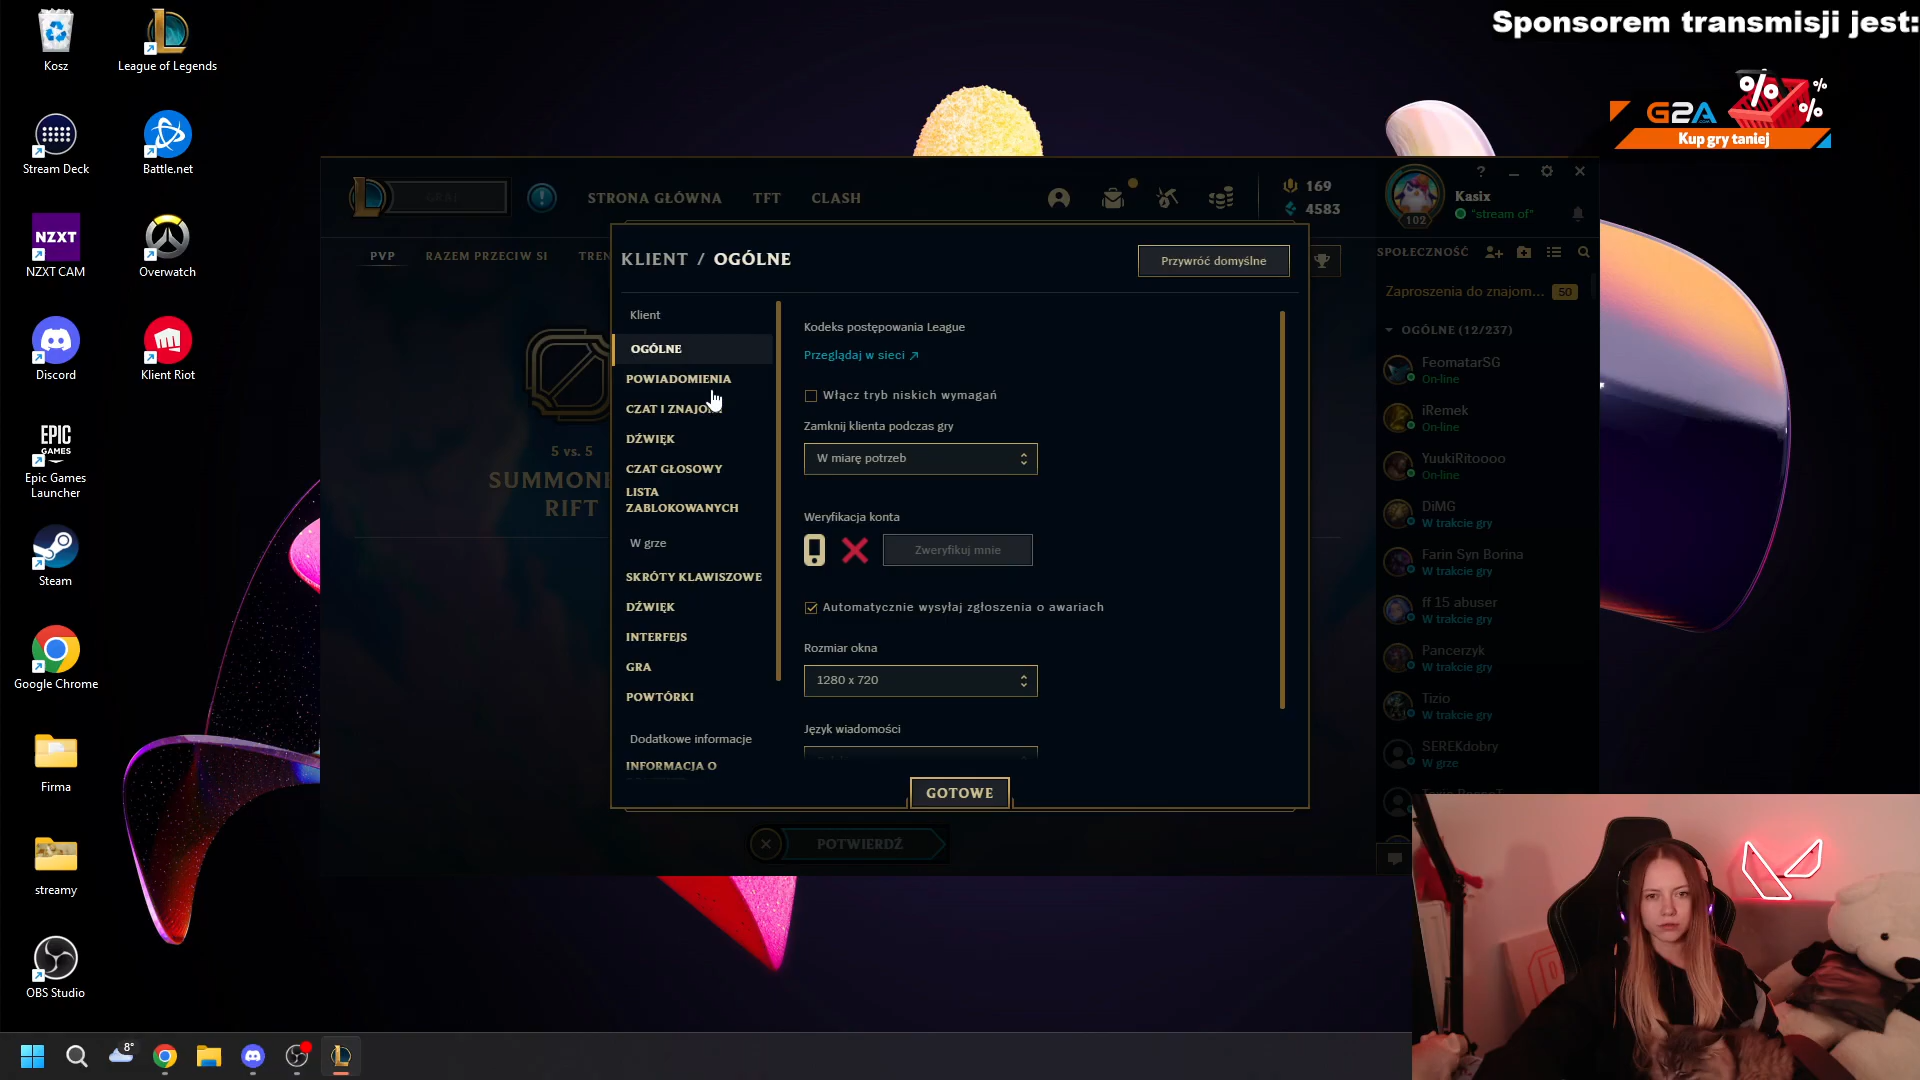 Sponsorem transmisji jest:
G2A
Kup gry taniej
Kosz
League of Legends
Stream Deck
Battle.net
NZXT
NZXT CAM
Overwatch
Discord
Klient Riot
EPIC
GAMES
Epic Games
Launcher
Steam
Google Chrome
Firma
streamy
OBS Studio
STRONA GŁÓWNA
TFT
CLASH
169
4583
102
Kasix
"stream of"
PVP
RAZEM PRZECIW SI
TREN
5 vs. 5
SUMMONE
RIFT
KLIENT / OGÓLNE
Przywróć domyślne
Klient
OGÓLNE
POWIADOMIENIA
CZAT I ZNAJO
DŹWIĘK
CZAT GŁOSOWY
LISTA
ZABLOKOWANYCH
W grze
SKRÓTY KLAWISZOWE
DŹWIĘK
INTERFEJS
GRA
POWTÓRKI
Dodatkowe informacje
INFORMACJA O
Kodeks postępowania League
Przeglądaj w sieci
Włącz tryb niskich wymagań
Zamknij klienta podczas gry
W miarę potrzeb
Weryfikacja konta
Zweryfikuj mnie
Automatycznie wysyłaj zgłoszenia o awariach
Rozmiar okna
1280 x 720
Język wiadomości
GOTOWE
POTWIERDŹ
SPOŁECZNOŚĆ
Zaproszenia do znajom...
50
OGÓLNE (12/237)
FeomatarSG
On-line
iRemek
On-line
YuukiRitoooo
On-line
DiMG
W trakcie gry
Farin Syn Borina
W trakcie gry
ff 15 abuser
W trakcie gry
Pancerzyk
W trakcie gry
Tizio
W trakcie gry
SEREKdobry
W grze
8°